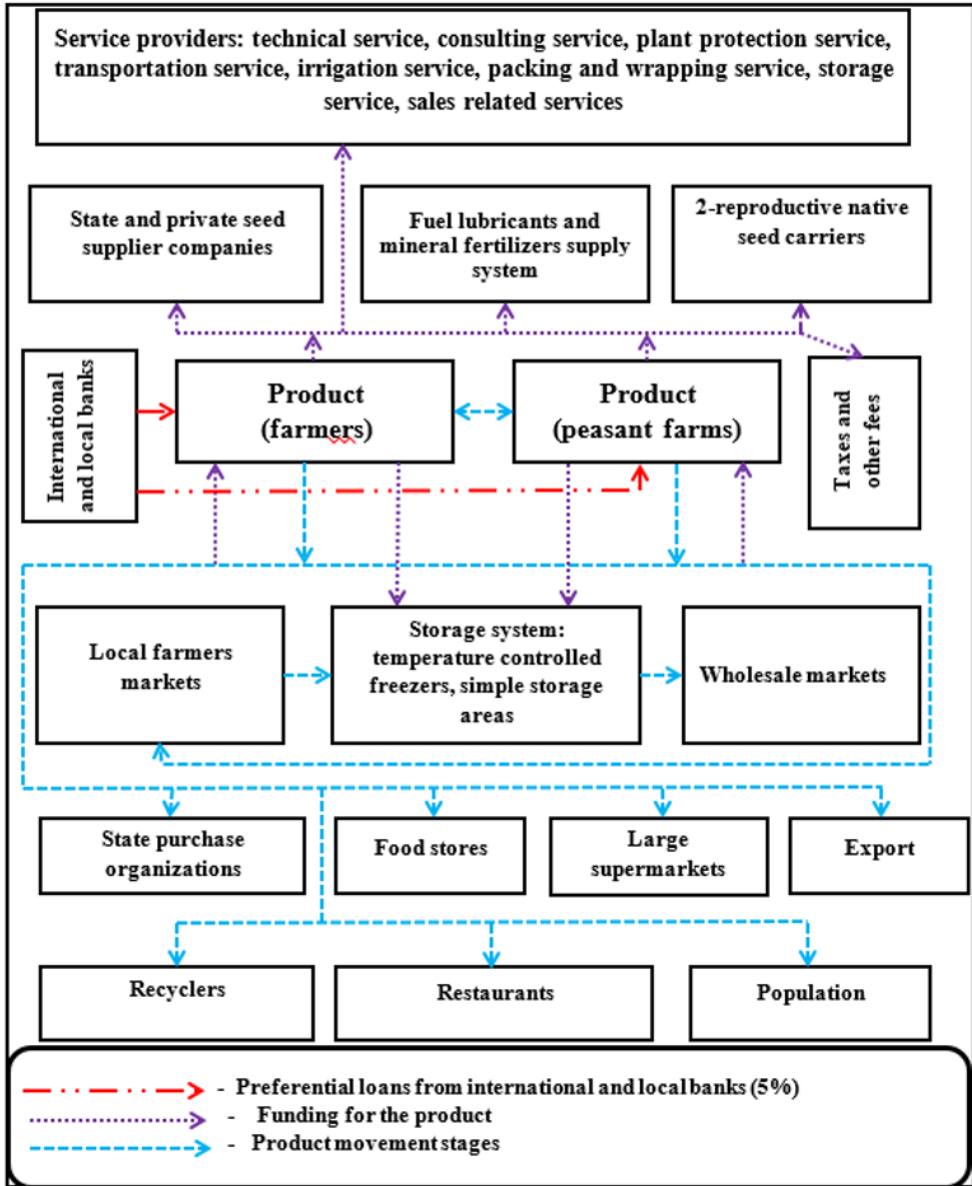 Service providers: technical service, consulting service, plant protection service,
transportation service, irrigation service, packing and wrapping service, storage
service, sales related services
State and private seed
supplier companies
Fuel lubricants and
mineral fertilizers supply
system
2-reproductive native
seed carriers
International
and local banks
Product
(farmers)
Product
(peasant farms)
Taxes and
other fees
Local farmers
markets
Storage system:
temperature controlled
freezers, simple storage
areas
Wholesale markets
State purchase
organizations
Food stores
Large
supermarkets
Export
Recyclers
Restaurants
Population
- Preferential loans from international and local banks (5%)
- Funding for the product
- Product movement stages